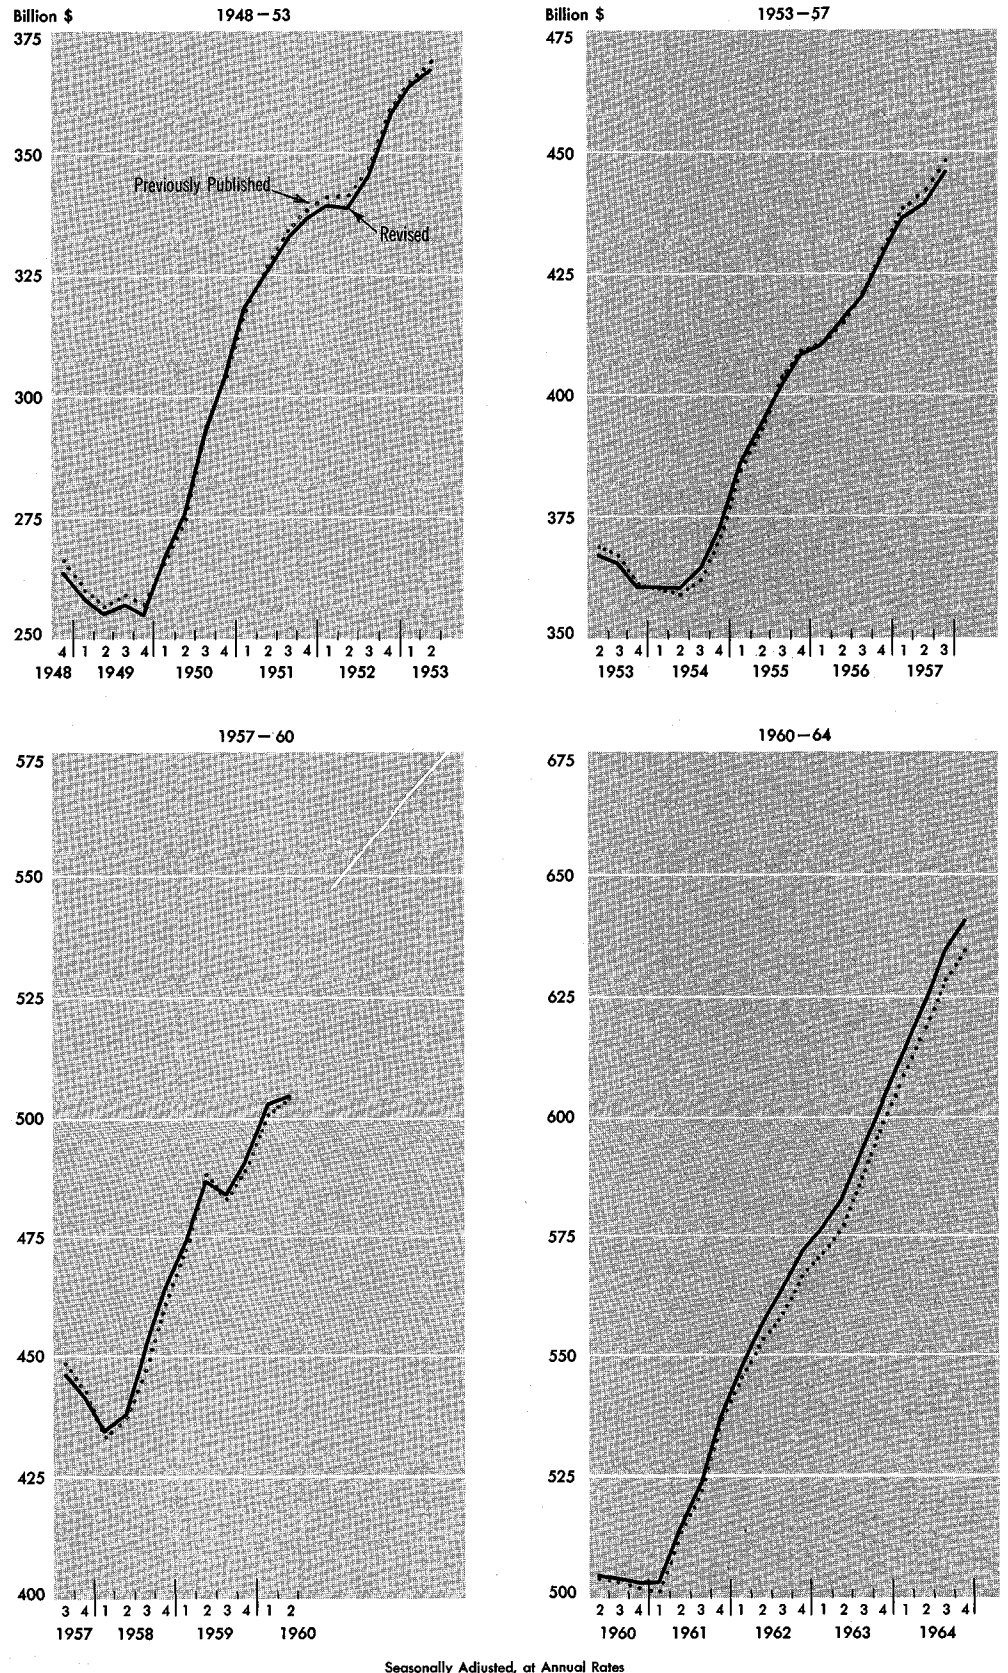 Billion $ 1948–53
375
350
325
300
275
250
Previously Published
Revised
4 1 2 3 4 1 2 3 4 1 2 3 4 1 2 3 4 1 2
1948 1949 1950 1951 1952 1953
Billion $ 1953–57
475
450
425
400
375
350
2 3 4 1 2 3 4 1 2 3 4 1 2 3 4 1 2 3
1953 1954 1955 1956 1957
1957–60
575
550
525
500
475
450
425
400
3 4 1 2 3 4 1 2 3 4 1 2
1957 1958 1959 1960
1960–64
675
650
625
600
575
550
525
500
2 3 4 1 2 3 4 1 2 3 4 1 2 3 4 1 2 3 4
1960 1961 1962 1963 1964
Seasonally Adjusted, at Annual Rates